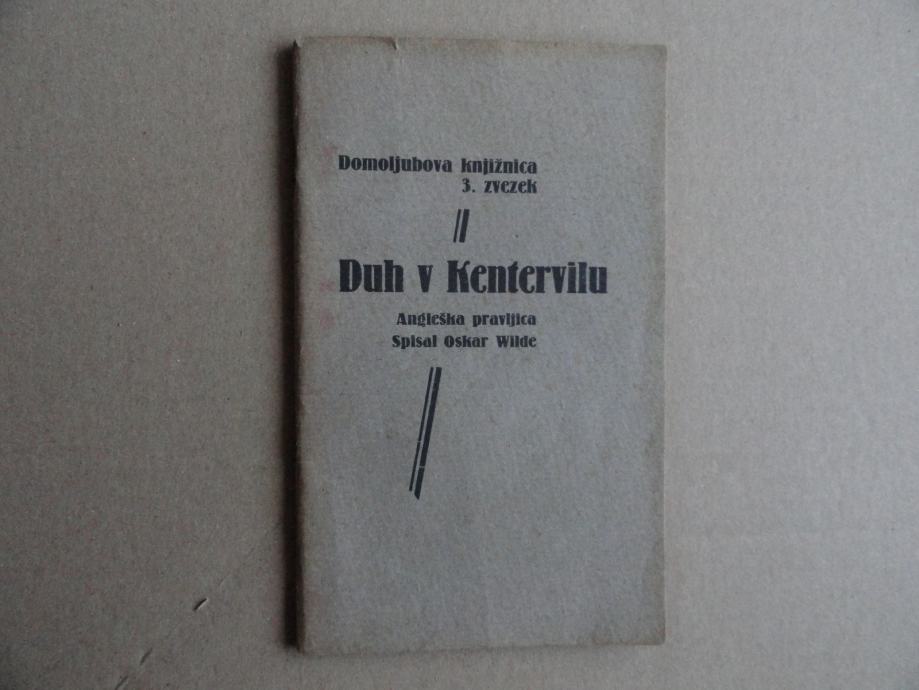 Domoljubova knjižnica
3. zvezek
Duh v Kentervilu
Angleška pravljica
Spisal Oskar Wilde